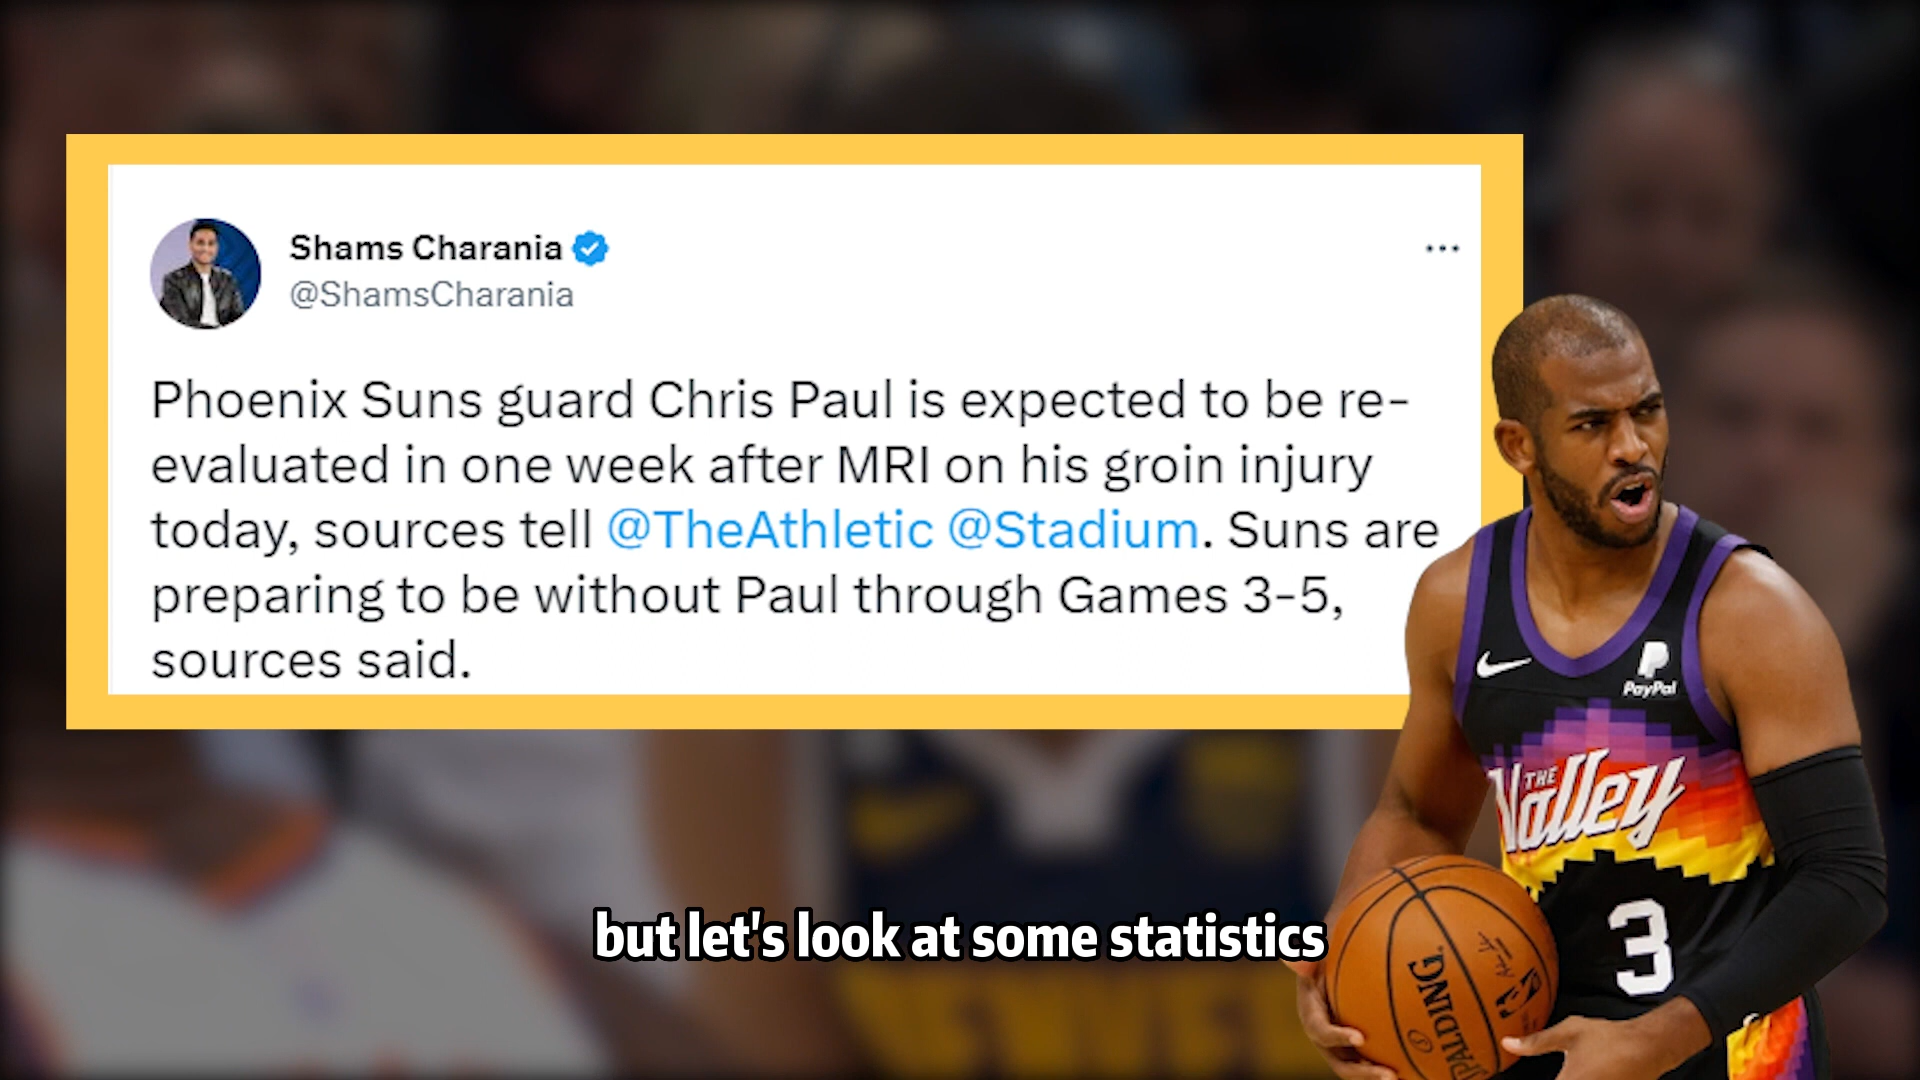 Shams Charania
@ShamsCharania
Phoenix Suns guard Chris Paul is expected to be re-
evaluated in one week after MRI on his groin injury
today, sources tell @TheAthletic @Stadium. Suns are
preparing to be without Paul through Games 3-5,
sources said.
PayPal
THE
Valley
3
SPALDING
but let's look at some statistics